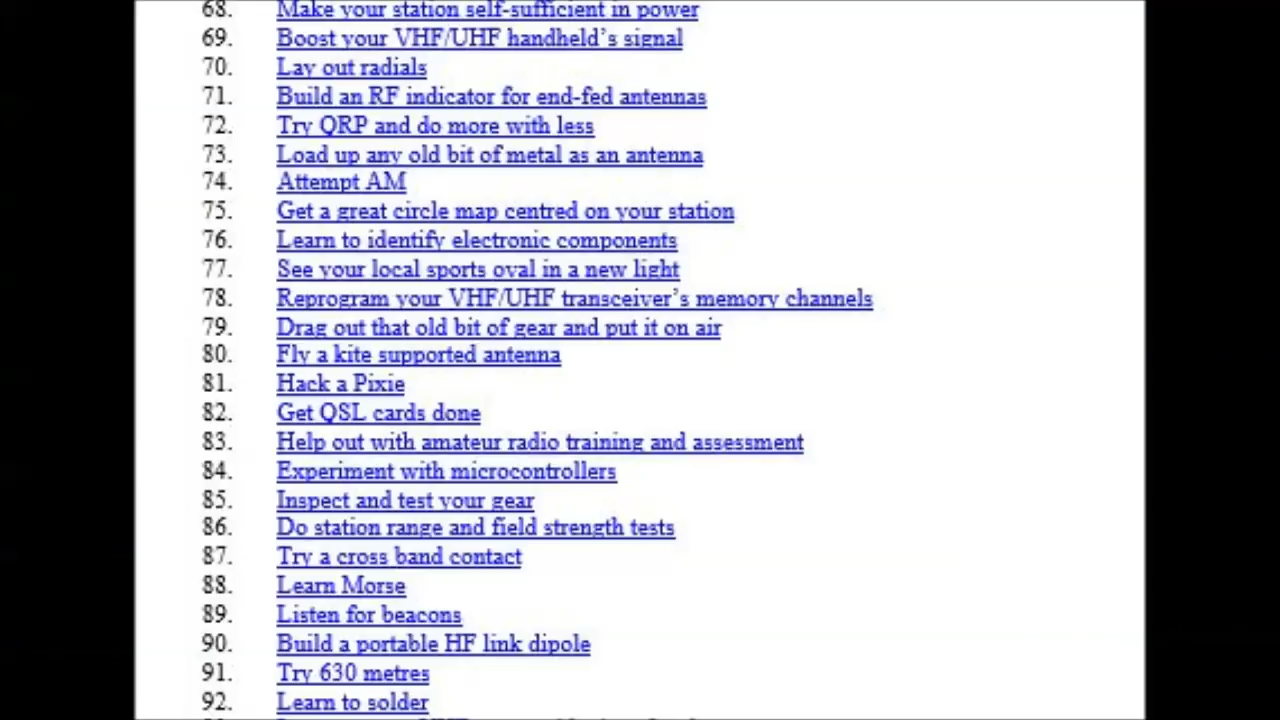 68. Make your station self-sufficient in power
69. Boost your VHF/UHF handheld’s signal
70. Lay out radials
71. Build an RF indicator for end-fed antennas
72. Try QRP and do more with less
73. Load up any old bit of metal as an antenna
74. Attempt AM
75. Get a great circle map centred on your station
76. Learn to identify electronic components
77. See your local sports oval in a new light
78. Reprogram your VHF/UHF transceiver’s memory channels
79. Drag out that old bit of gear and put it on air
80. Fly a kite supported antenna
81. Hack a Pixie
82. Get QSL cards done
83. Help out with amateur radio training and assessment
84. Experiment with microcontrollers
85. Inspect and test your gear
86. Do station range and field strength tests
87. Try a cross band contact
88. Learn Morse
89. Listen for beacons
90. Build a portable HF link dipole
91. Try 630 metres
92. Learn to solder